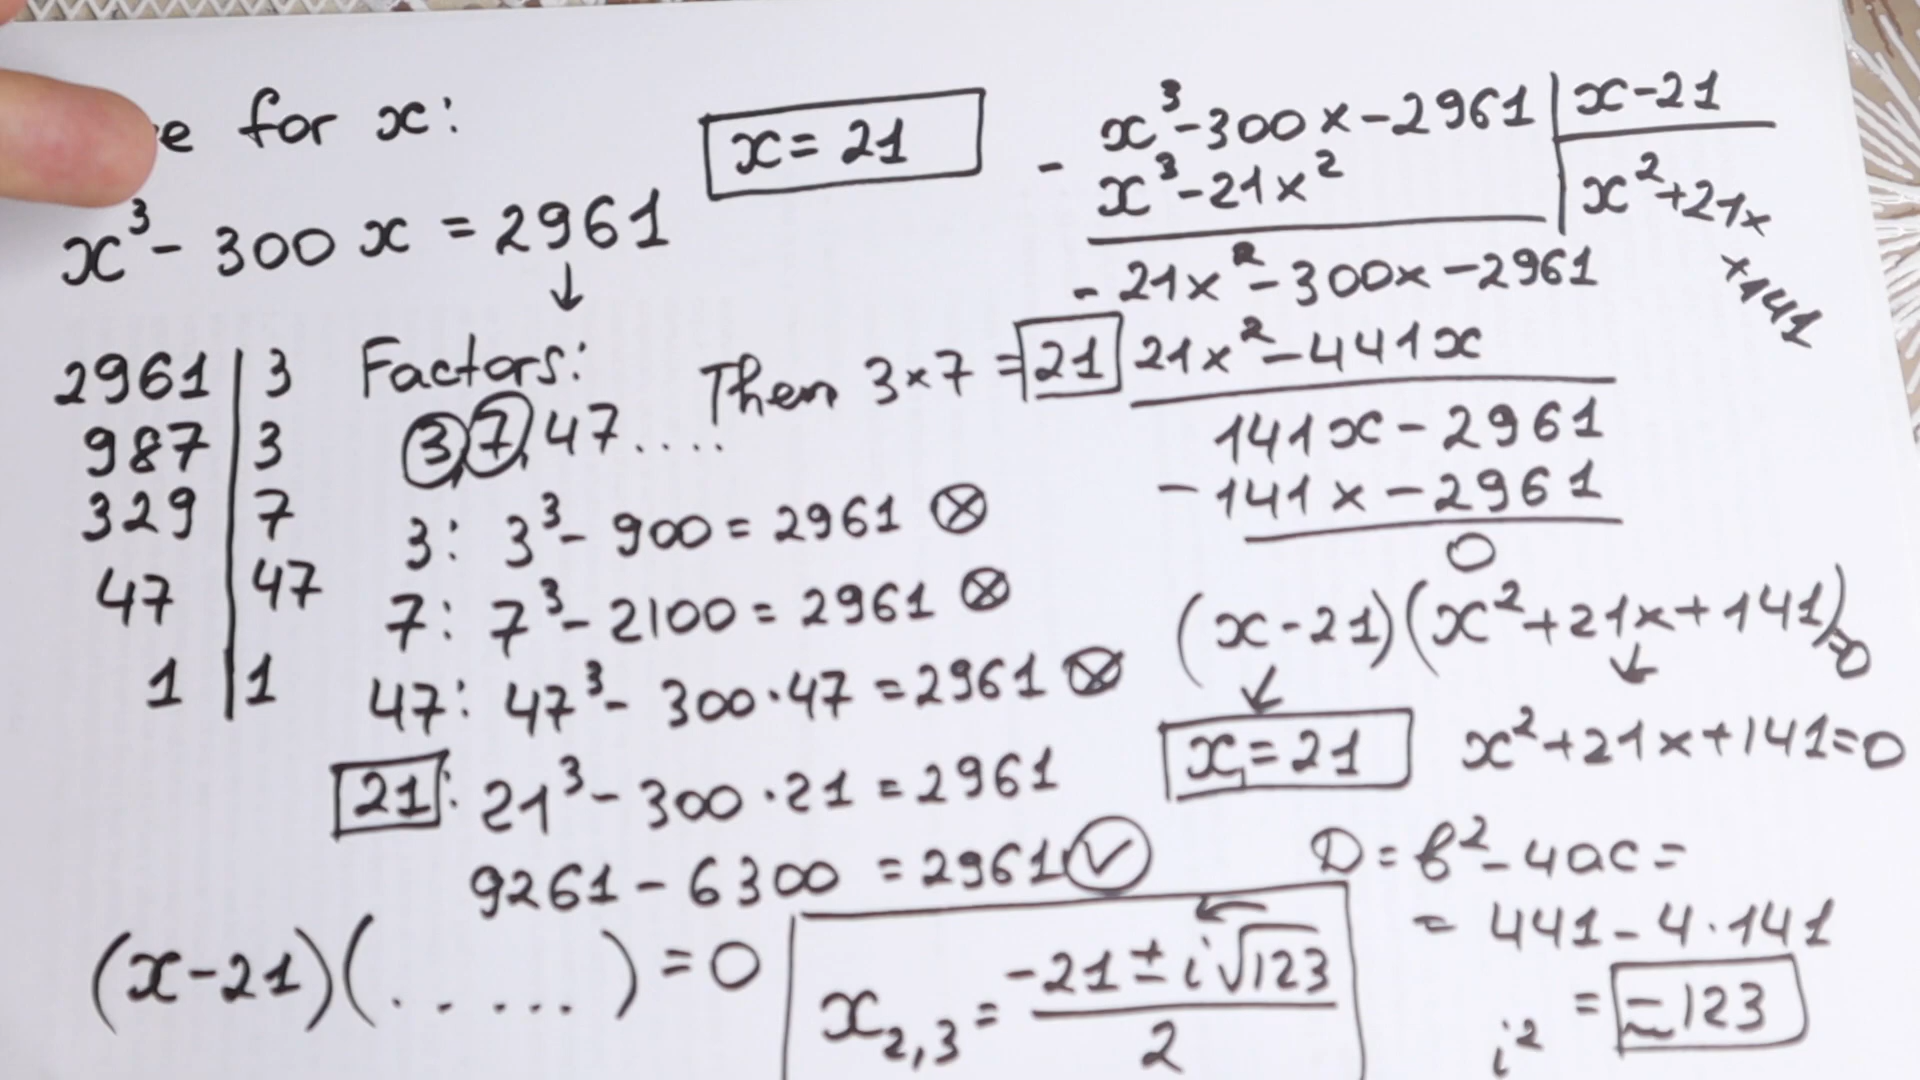 for x:
x³ - 300x = 2961
↓
x = 21
2961 | 3
987 | 3
329 | 7
47 | 47
1 | 1
Factors:
3, 7, 47.... Then 3×7 = 21
3: 3³ - 900 = 2961 ⊗
7: 7³ - 2100 = 2961 ⊗
47: 47³ - 300·47 = 2961 ⊗
21: 21³ - 300·21 = 2961
9261 - 6300 = 2961 ✓
(x-21)(.....) = 0
x³-300x-2961 | x-21
- x³-21x² | x²+21x+141
21x²-300x-2961
- 21x²-441x
141x-2961
- 141x-2961
0
(x-21)(x²+21x+141)=0
↓ ↓
x₁=21 x²+21x+141=0
D = b²-4ac =
= 441-4·141
= -123
i²
x₂,₃ = (-21 ± i√123)/2